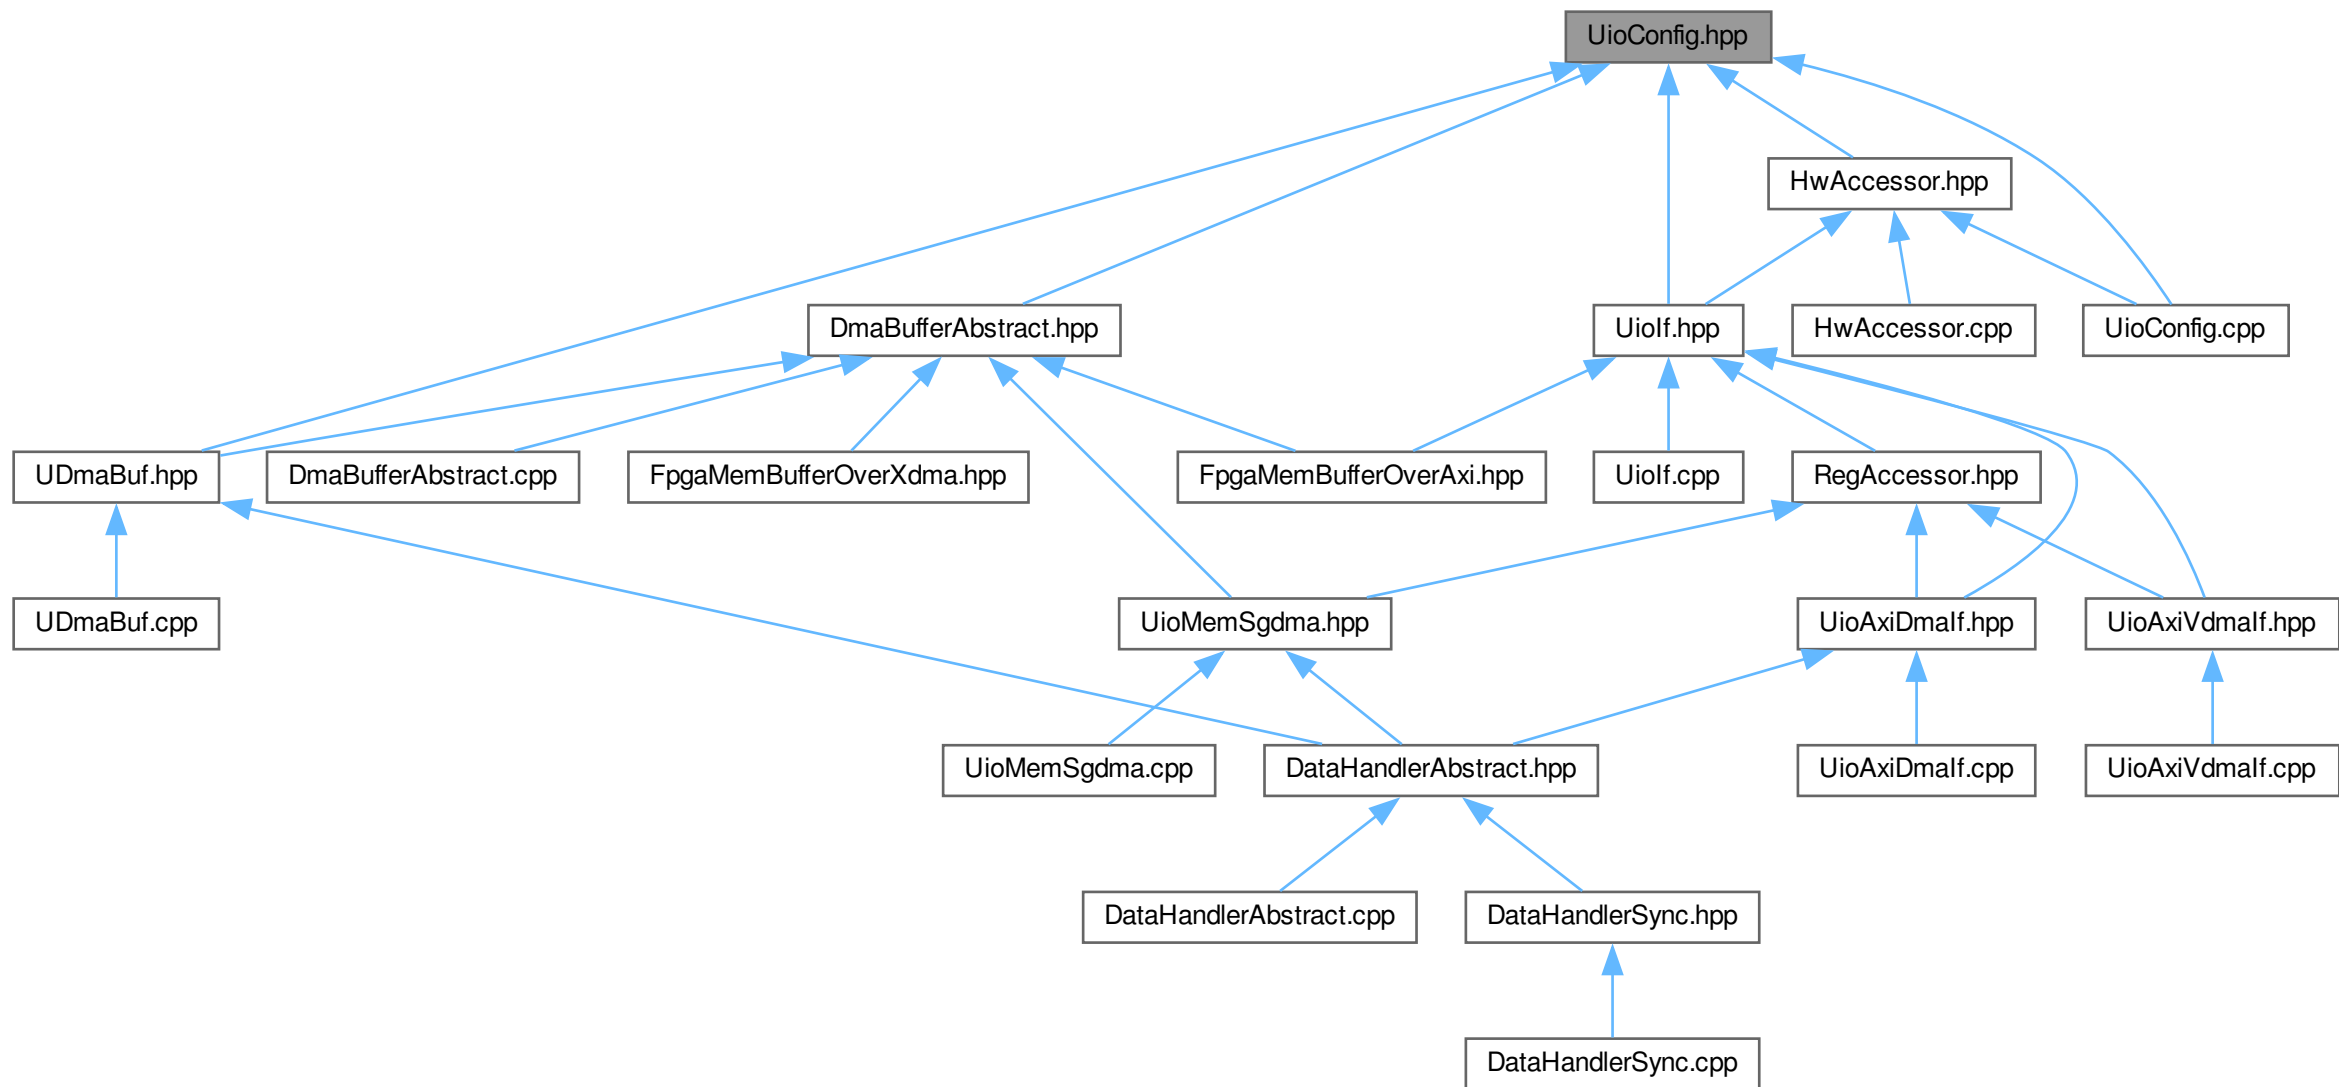 UioConfig.hpp
HwAccessor.hpp
DmaBufferAbstract.hpp
UioIf.hpp
HwAccessor.cpp
UioConfig.cpp
UDmaBuf.hpp
DmaBufferAbstract.cpp
FpgaMemBufferOverXdma.hpp
FpgaMemBufferOverAxi.hpp
UioIf.cpp
RegAccessor.hpp
UDmaBuf.cpp
UioMemSgdma.hpp
UioAxiDmaIf.hpp
UioAxiVdmaIf.hpp
UioMemSgdma.cpp
DataHandlerAbstract.hpp
UioAxiDmaIf.cpp
UioAxiVdmaIf.cpp
DataHandlerAbstract.cpp
DataHandlerSync.hpp
DataHandlerSync.cpp